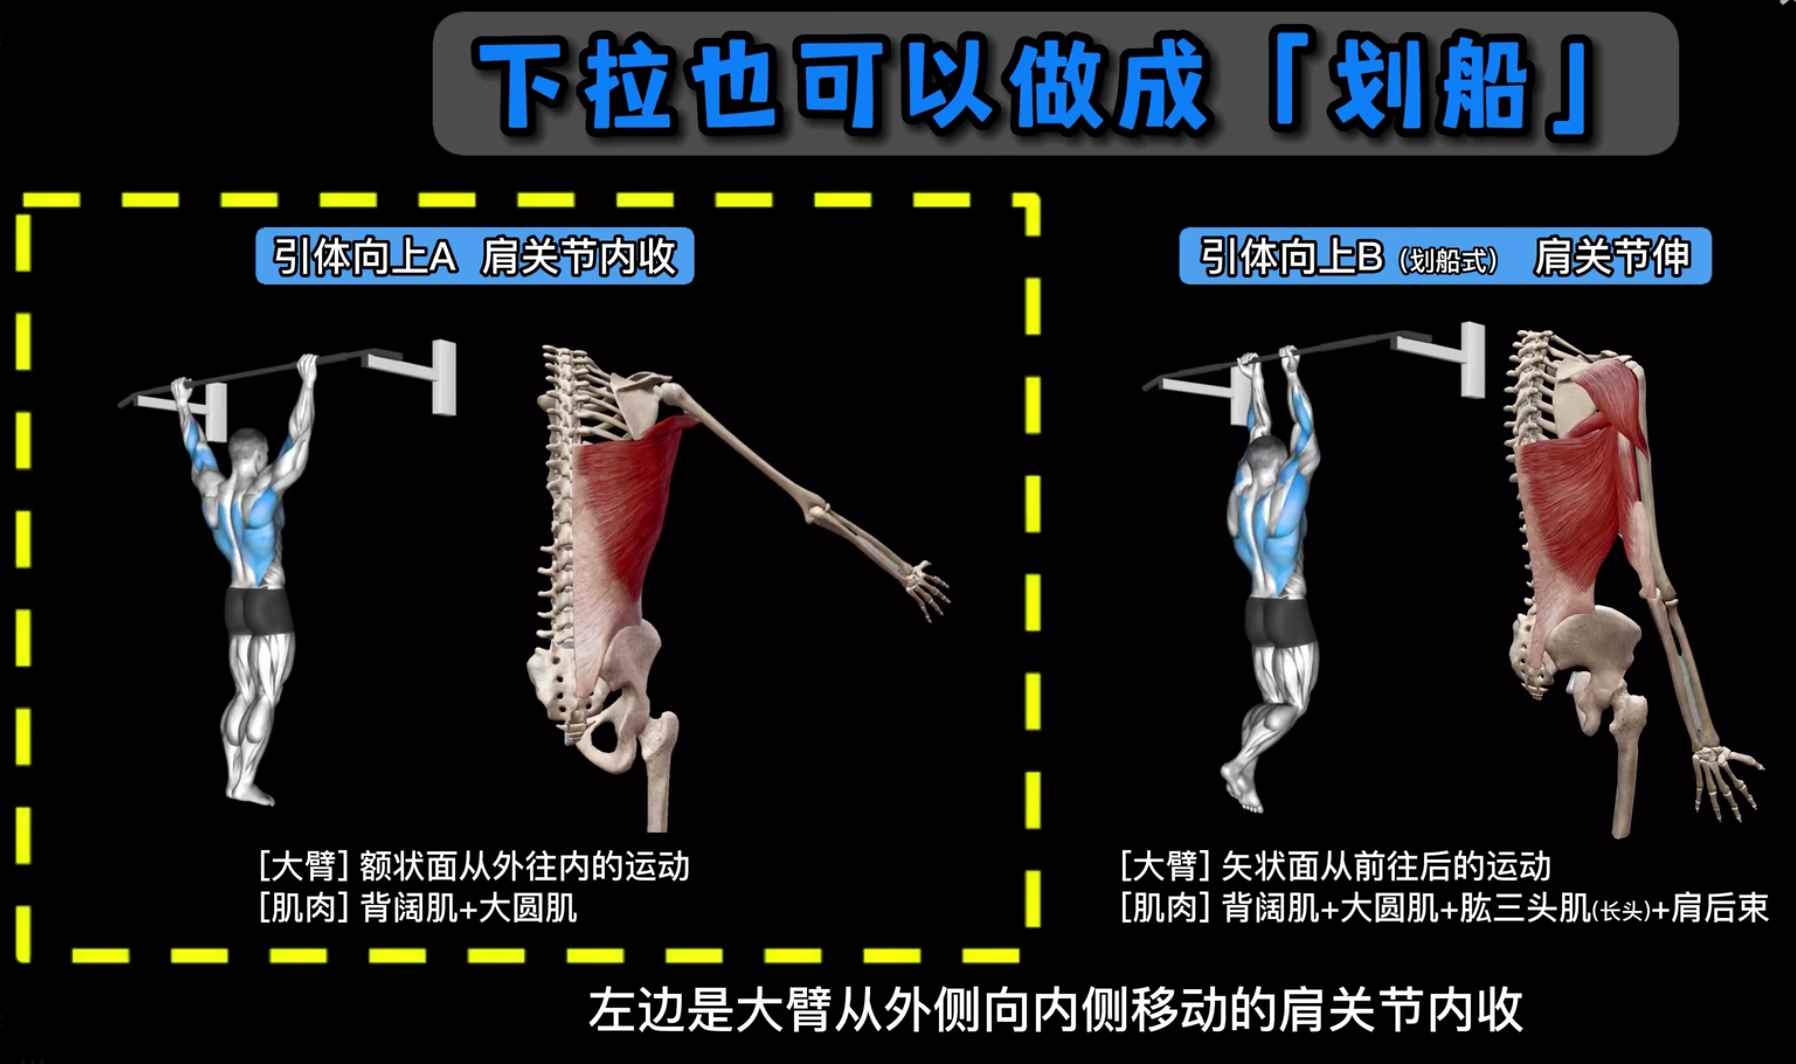 下拉也可以做成「划船」
引体向上A 肩关节内收
引体向上B（划船式） 肩关节伸
[大臂] 额状面从外往内的运动
[肌肉] 背阔肌+大圆肌
[大臂] 矢状面从前往后的运动
[肌肉] 背阔肌+大圆肌+肱三头肌(长头)+肩后束
左边是大臂从外侧向内侧移动的肩关节内收